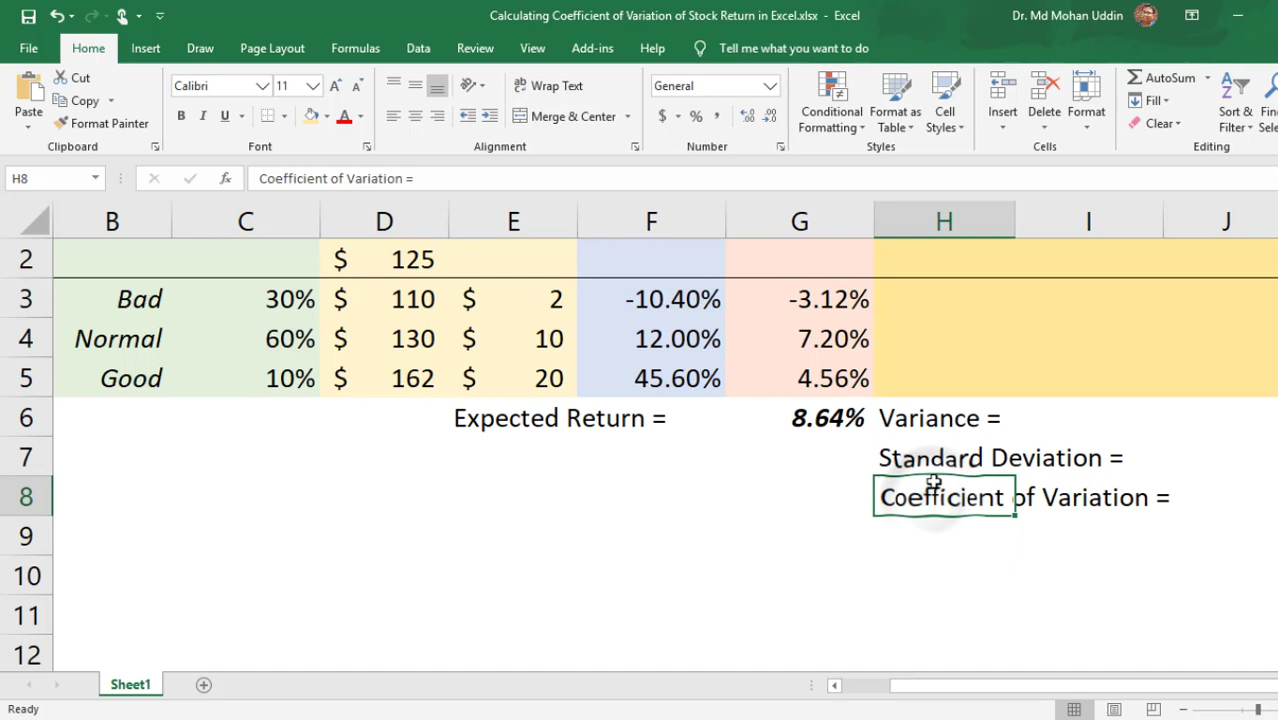 Calculating Coefficient of Variation of Stock Return in Excel.xlsx - Excel
Dr. Md Mohan Uddin
File Home Insert Draw Page Layout Formulas Data Review View Add-ins Help Tell me what you want to do
Paste
Cut
Copy
Format Painter
Clipboard
Calibri 11
B I U
Font
Wrap Text
Merge & Center
Alignment
General
$ % ,
Number
Conditional Formatting
Format as Table
Cell Styles
Styles
Insert
Delete
Format
Cells
AutoSum
Fill
Clear
Sort & Filter
Editing
H8 fx Coefficient of Variation =
B C D E F G H I J
2 $ 125
3 Bad 30% $ 110 $ 2 -10.40% -3.12%
4 Normal 60% $ 130 $ 10 12.00% 7.20%
5 Good 10% $ 162 $ 20 45.60% 4.56%
6 Expected Return = 8.64% Variance =
7 Standard Deviation =
8 Coefficient of Variation =
9
10
11
12
Sheet1
Ready